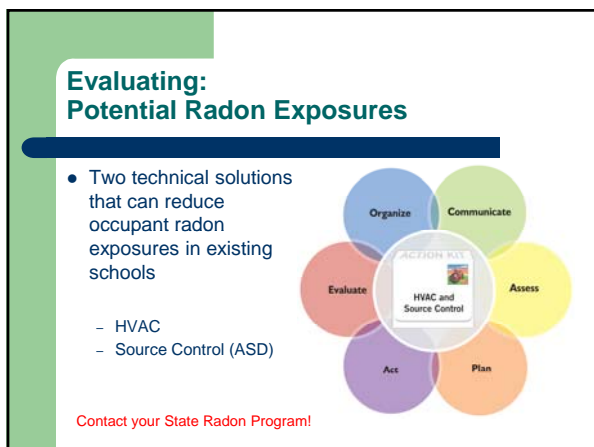 Evaluating:
Potential Radon Exposures
● Two technical solutions
that can reduce
occupant radon
exposures in existing
schools
– HVAC
– Source Control (ASD)
Contact your State Radon Program!
Organize
Communicate
Evaluate
ACTION KIT
HVAC and
Source Control
Assess
Act
Plan